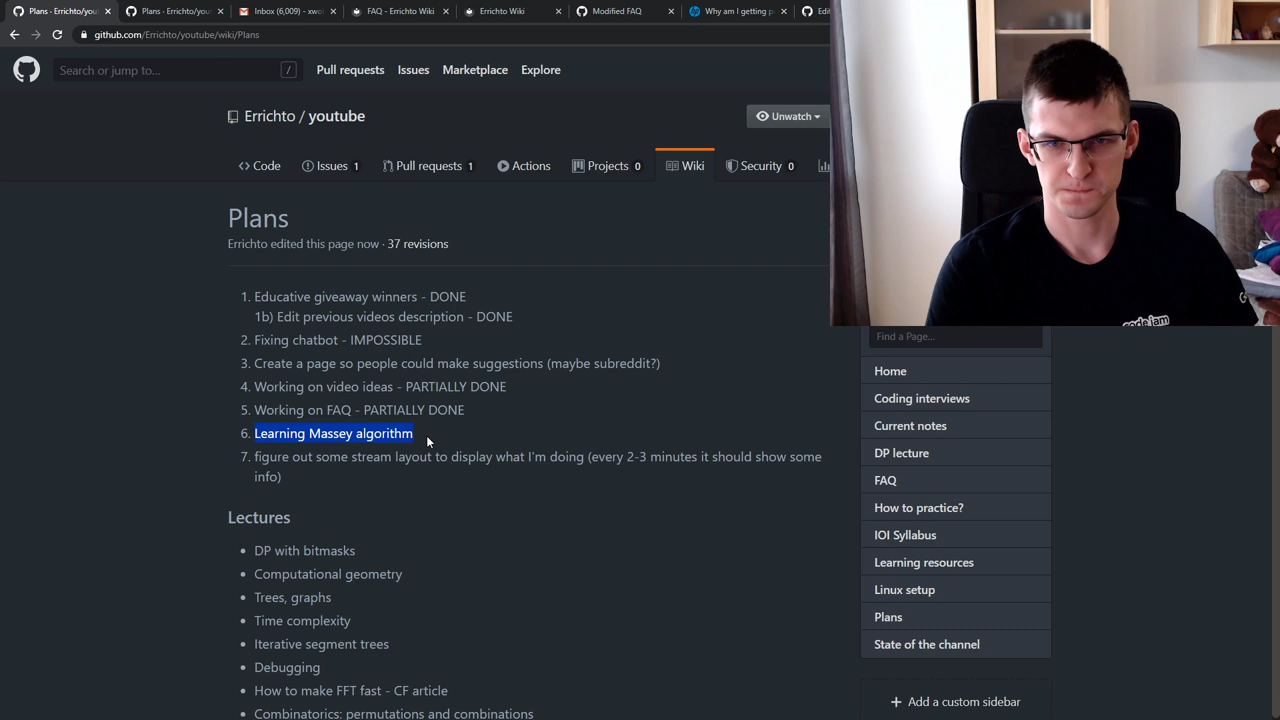 Plans - Errichto/you
Plans - Errichto/youtu
Inbox (6,009) - xwo
FAQ - Errichto Wiki
Errichto Wiki
Modified FAQ
Why am I getting p
Edi
github.com/Errichto/youtube/wiki/Plans
Search or jump to...
/
Pull requests
Issues
Marketplace
Explore
Errichto / youtube
Unwatch
Code
Issues 1
Pull requests 1
Actions
Projects 0
Wiki
Security 0
Plans
Errichto edited this page now · 37 revisions
1. Educative giveaway winners - DONE
1b) Edit previous videos description - DONE
2. Fixing chatbot - IMPOSSIBLE
3. Create a page so people could make suggestions (maybe subreddit?)
4. Working on video ideas - PARTIALLY DONE
5. Working on FAQ - PARTIALLY DONE
6. Learning Massey algorithm
7. figure out some stream layout to display what I'm doing (every 2-3 minutes it should show some
info)
Lectures
DP with bitmasks
Computational geometry
Trees, graphs
Time complexity
Iterative segment trees
Debugging
How to make FFT fast - CF article
Combinatorics: permutations and combinations
code jam
Find a Page...
Home
Coding interviews
Current notes
DP lecture
FAQ
How to practice?
IOI Syllabus
Learning resources
Linux setup
Plans
State of the channel
+ Add a custom sidebar